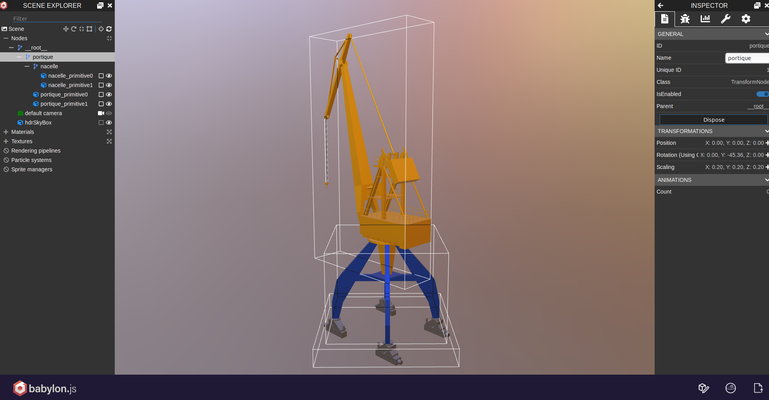 SCENE EXPLORER
Filter
Scene
Nodes
__root__
portique
nacelle
nacelle_primitive0
nacelle_primitive1
portique_primitive0
portique_primitive1
default camera
hdrSkyBox
Materials
Textures
Rendering pipelines
Particle systems
Sprite managers
INSPECTOR
GENERAL
ID portique
Name portique
Unique ID
Class TransformNode
IsEnabled
Parent __root__
Dispose
TRANSFORMATIONS
Position X: 0.00, Y: 0.00, Z: 0.00
Rotation (Using X: 0.00, Y: -45.36, Z: 0.00
Scaling X: 0.20, Y: 0.20, Z: 0.20
ANIMATIONS
Count 0
babylon.js